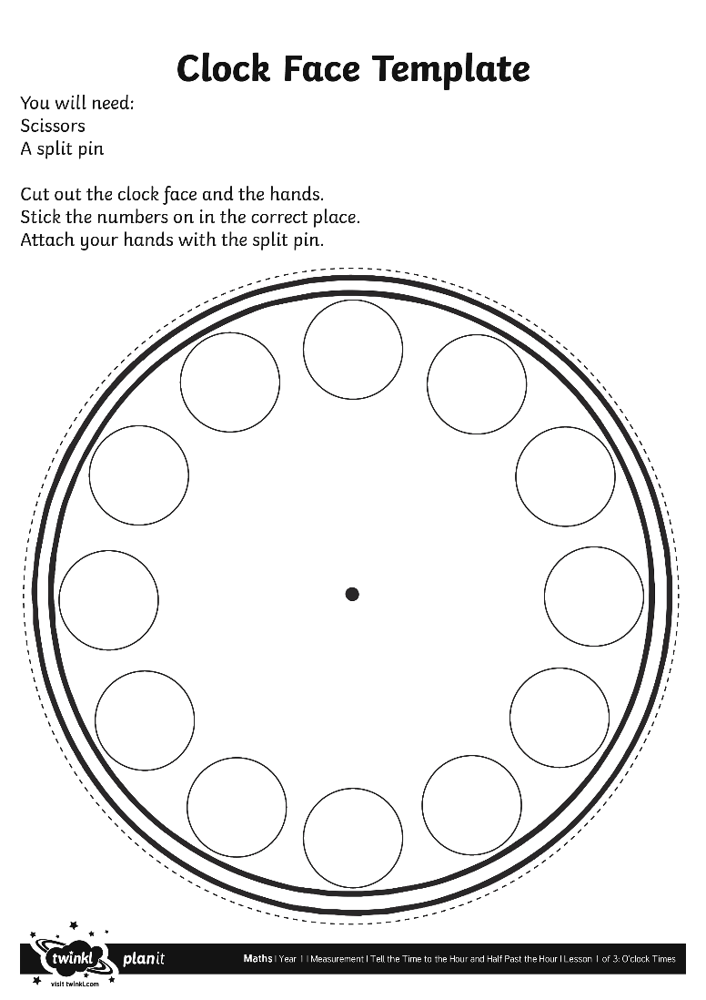 Clock Face Template
You will need:
Scissors
A split pin
Cut out the clock face and the hands.
Stick the numbers on in the correct place.
Attach your hands with the split pin.
twinkl planit Maths | Year 1 | Measurement | Tell the Time to the Hour and Half Past the Hour | Lesson 1 of 3: O'clock Times
visit twinkl.com